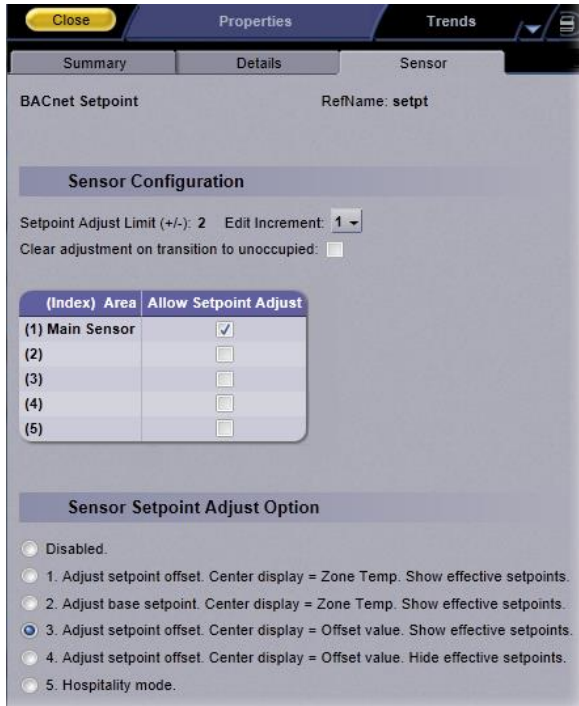 Close Properties Trends
Summary Details Sensor
BACnet Setpoint RefName: setpt
Sensor Configuration
Setpoint Adjust Limit (+/-): 2 Edit Increment: 1
Clear adjustment on transition to unoccupied:
(Index) Area Allow Setpoint Adjust
(1) Main Sensor
(2)
(3)
(4)
(5)
Sensor Setpoint Adjust Option
Disabled.
1. Adjust setpoint offset. Center display = Zone Temp. Show effective setpoints.
2. Adjust base setpoint. Center display = Zone Temp. Show effective setpoints.
3. Adjust setpoint offset. Center display = Offset value. Show effective setpoints.
4. Adjust setpoint offset. Center display = Offset value. Hide effective setpoints.
5. Hospitality mode.